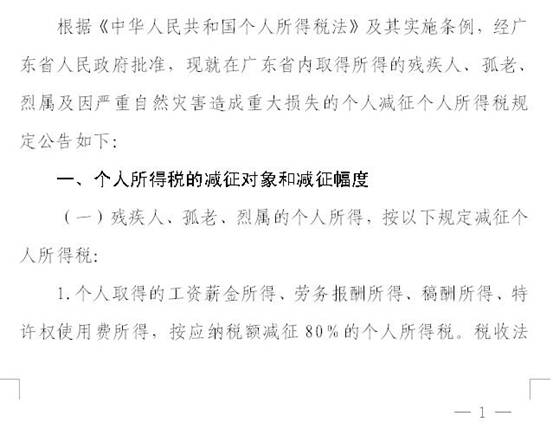 根据《中华人民共和国个人所得税法》及其实施条例，经广
东省人民政府批准，现就在广东省内取得所得的残疾人、孤老、
烈属及因严重自然灾害造成重大损失的个人减征个人所得税规
定公告如下：
一、个人所得税的减征对象和减征幅度
（一）残疾人、孤老、烈属的个人所得，按以下规定减征个
人所得税：
1.个人取得的工资薪金所得、劳务报酬所得、稿酬所得、特
许权使用费所得，按应纳税额减征80%的个人所得税。税收法
— 1